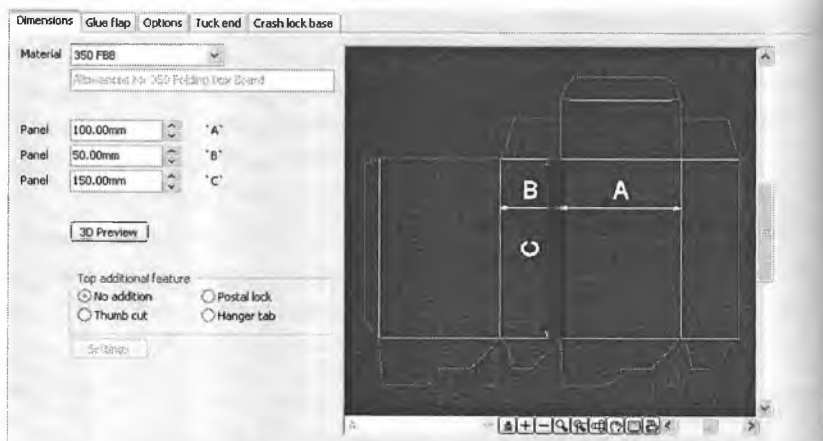 Dimensions Glue flap Options Tuck end Crash lock base
Material 350 FBB
Allowances for 350 Folding Box Board
Panel 100.00mm 'A'
Panel 50.00mm 'B'
Panel 150.00mm 'C'
B A
C
3D Preview
Top additional feature
No addition Postal lock
Thumb cut Hanger tab
Settings
A